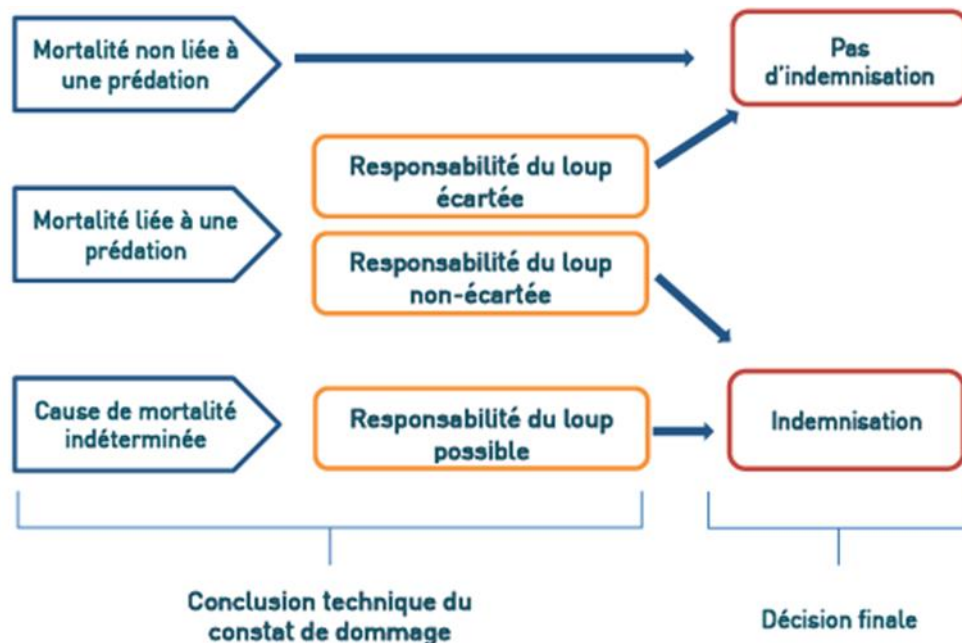 Mortalité non liée à
une prédation
Pas
d'indemnisation
Responsabilité du loup
écartée
Mortalité liée à une
prédation
Responsabilité du loup
non-écartée
Cause de mortalité
indéterminée
Responsabilité du loup
possible
Indemnisation
Conclusion technique du
constat de dommage
Décision finale